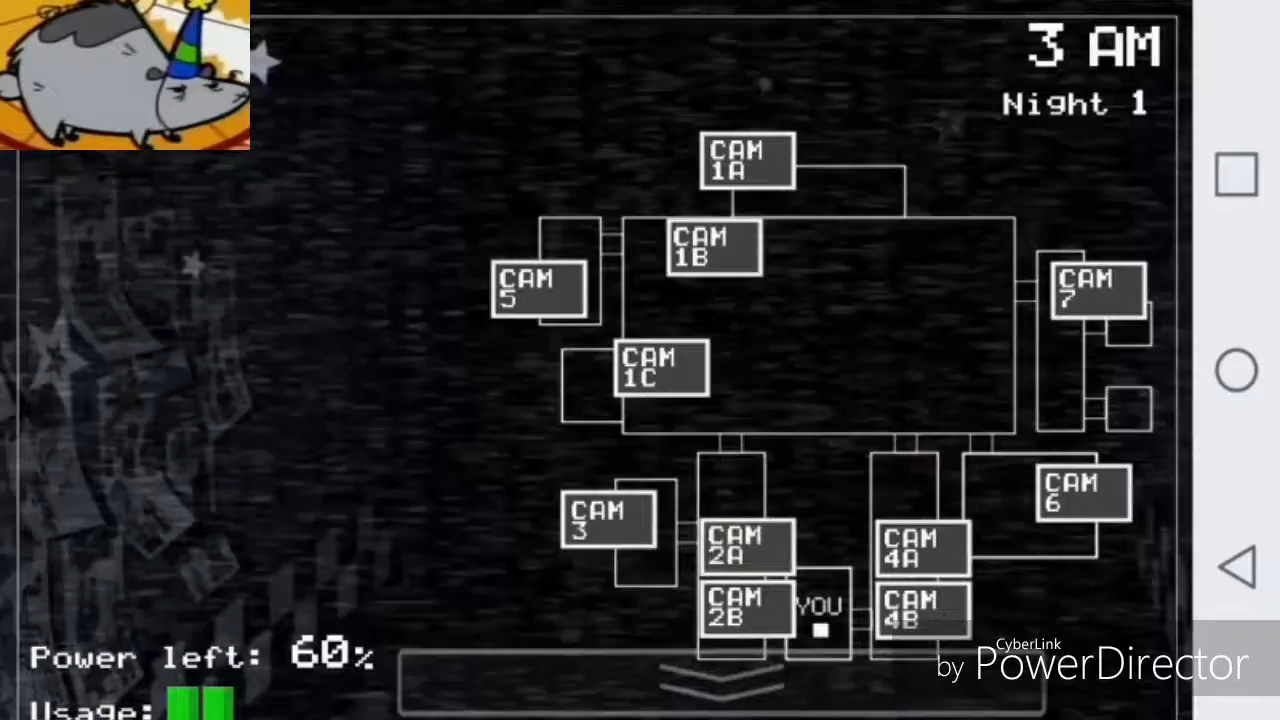 3 AM
Night 1
CAM
1A
CAM
1B
CAM
5
CAM
7
CAM
1C
CAM
6
CAM
3
CAM
2A
CAM
4A
CAM
2B
YOU
CAM
4B
Power left: 60%
Usage:
CyberLink
by PowerDirector